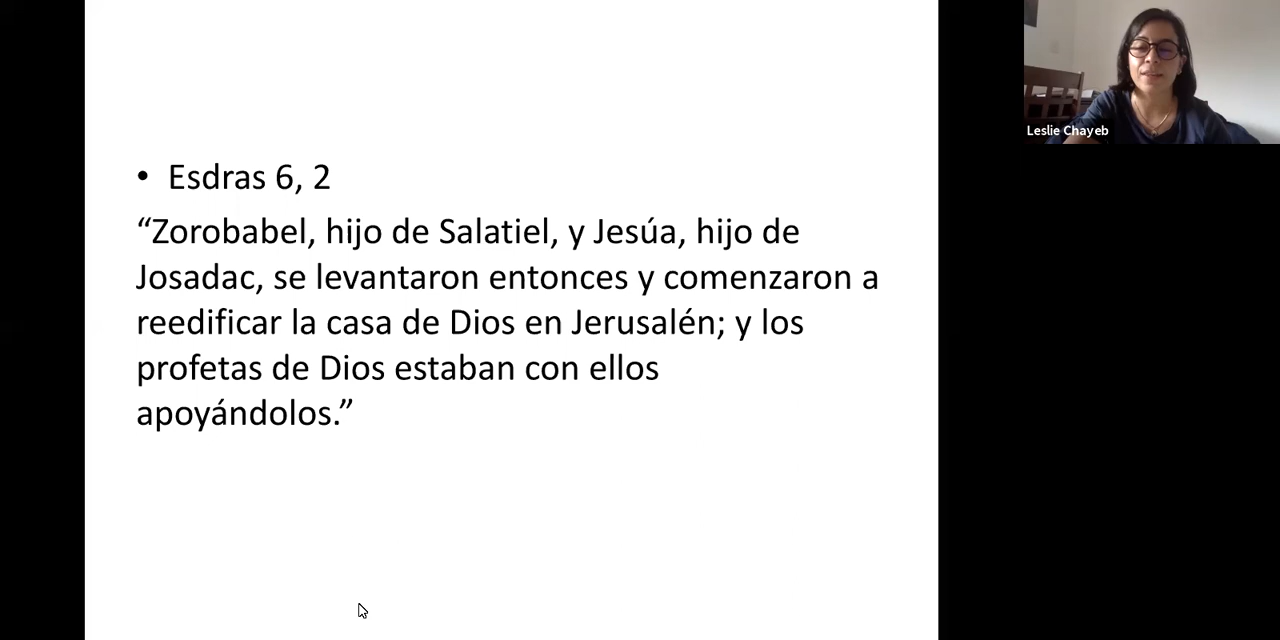 • Esdras 6, 2
“Zorobabel, hijo de Salatiel, y Jesúa, hijo de
Josadac, se levantaron entonces y comenzaron a
reedificar la casa de Dios en Jerusalén; y los
profetas de Dios estaban con ellos
apoyándolos.”
Leslie Chayeb